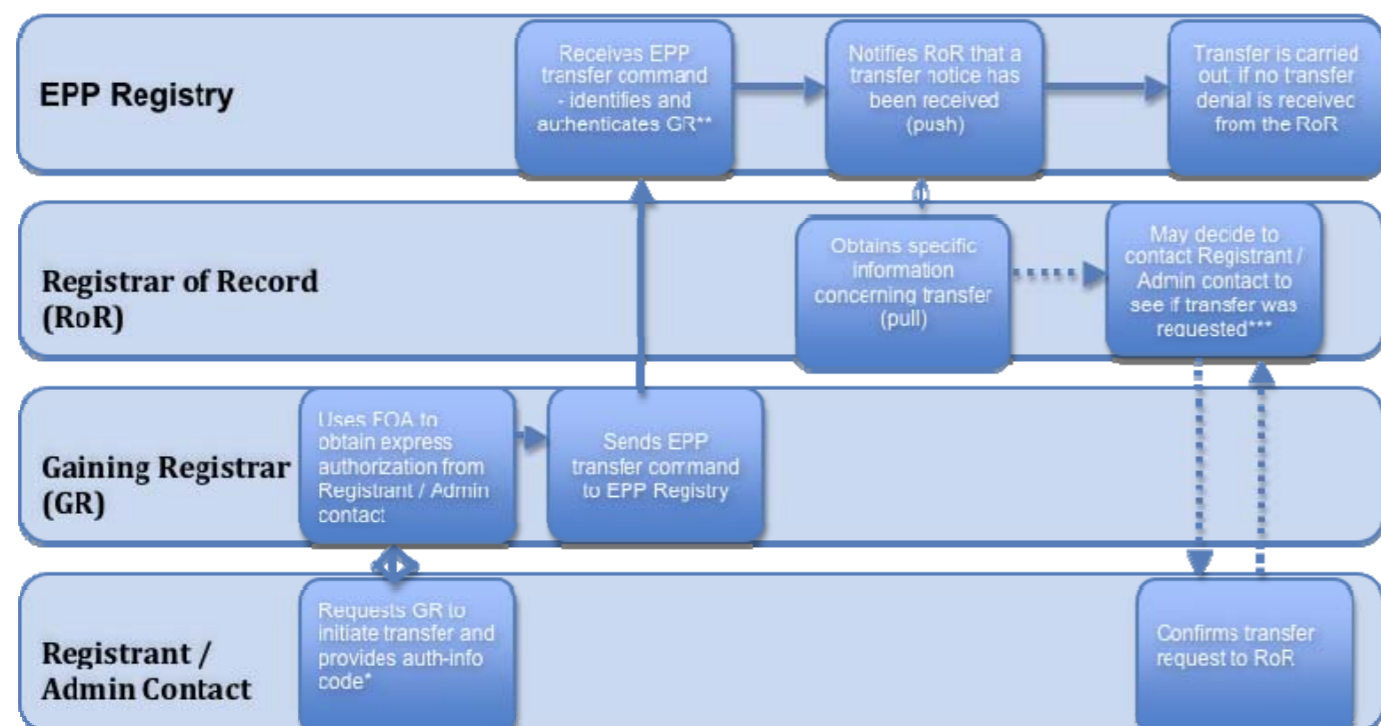 EPP Registry
Receives EPP
transfer command
- identifies and
authenticates GR**
Notifies RoR that a
transfer notice has
been received
(push)
Transfer is carried
out, if no transfer
denial is received
from the RoR
Registrar of Record
(RoR)
Obtains specific
information
concerning transfer
(pull)
May decide to
contact Registrant /
Admin contact to
see if transfer was
requested***
Gaining Registrar
(GR)
Uses FOA to
obtain express
authorization from
Registrant / Admin
contact
Sends EPP
transfer command
to EPP Registry
Registrant /
Admin Contact
Requests GR to
initiate transfer and
provides auth-info
code*
Confirms transfer
request to RoR